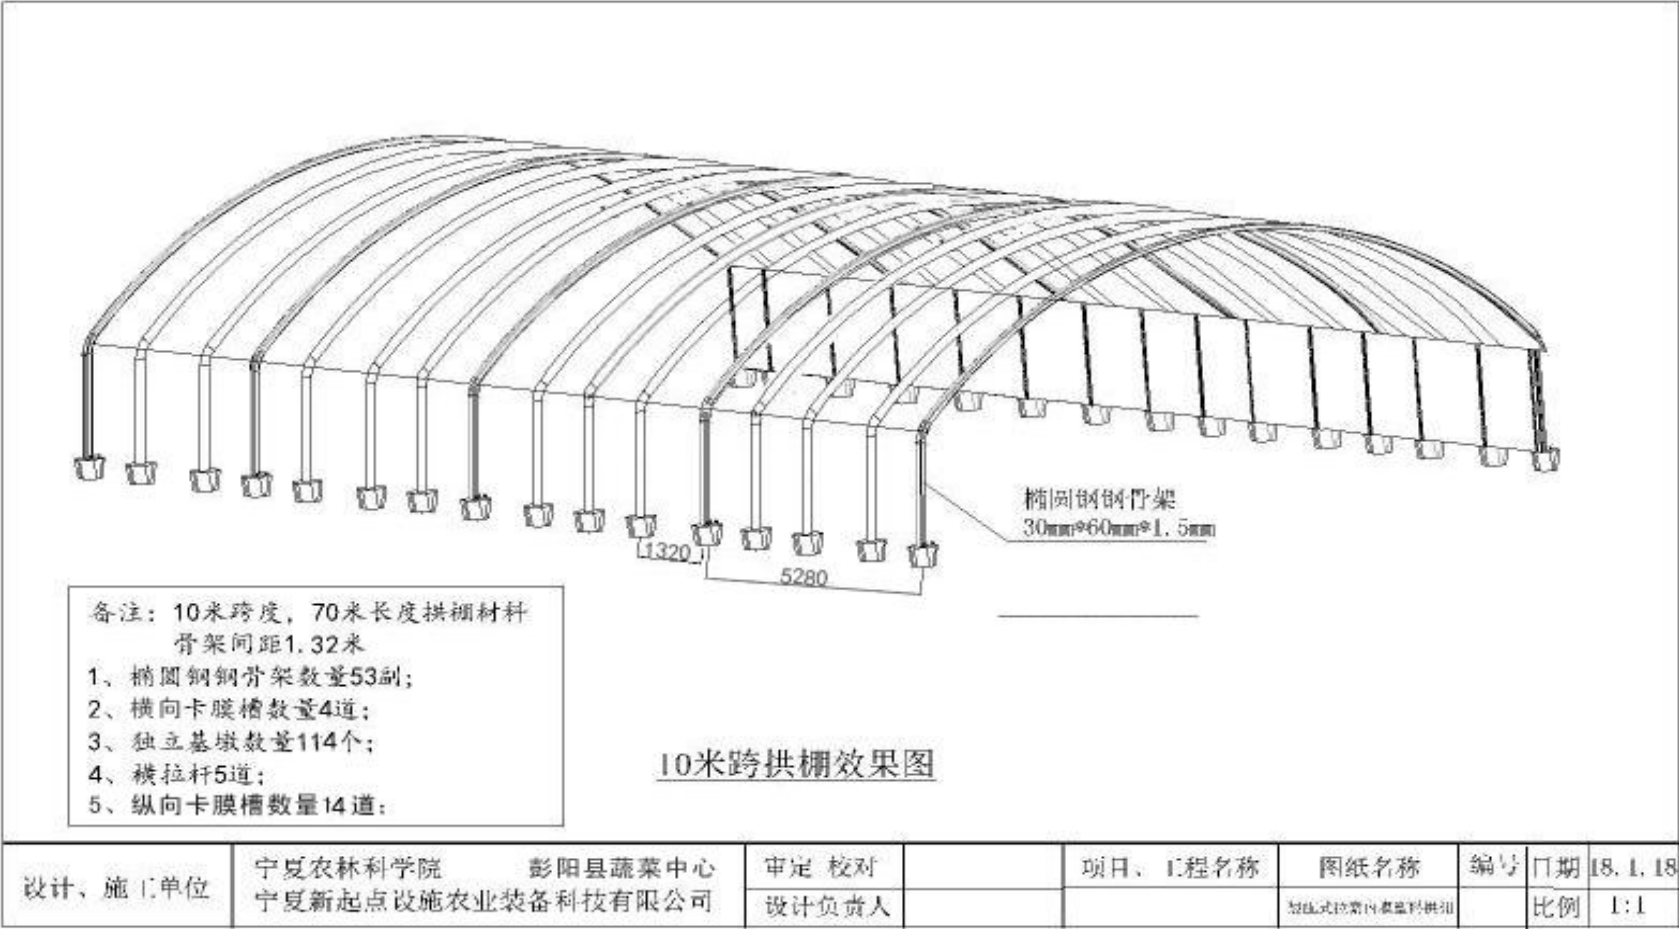 椭圆钢钢骨架
30mm*60mm*1.5mm
1320
5280
备注：10米跨度，70米长度拱棚材料
骨架间距1.32米
1、椭圆钢钢骨架数量53副；
2、横向卡膜槽数量4道；
3、独立基墩数量114个；
4、横拉杆5道；
5、纵向卡膜槽数量14道：
10米跨拱棚效果图
设计、施工单位
宁夏农林科学院 彭阳县蔬菜中心
宁夏新起点设施农业装备科技有限公司
审定 校对
设计负责人
项目、工程名称
图纸名称
编号
日期 18.1.18
比例 1:1